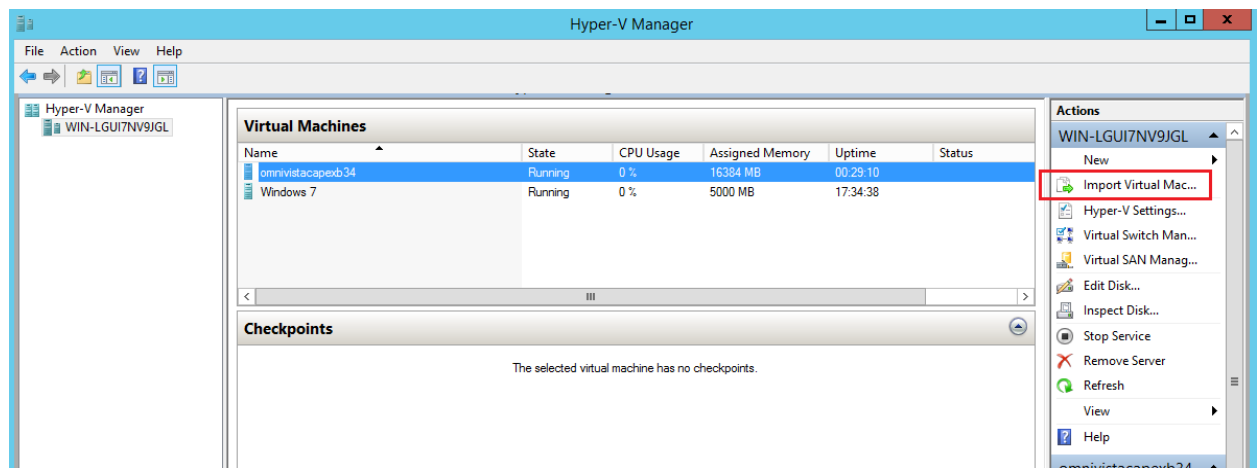 Hyper-V Manager
File Action View Help
Hyper-V Manager
WIN-LGUI7NV9JGL
Virtual Machines
Name State CPU Usage Assigned Memory Uptime Status
omnivistacapexb34 Running 0 % 16384 MB 00:29:10
Windows 7 Running 0 % 5000 MB 17:34:38
Checkpoints
The selected virtual machine has no checkpoints.
Actions
WIN-LGUI7NV9JGL
New
Import Virtual Mac...
Hyper-V Settings...
Virtual Switch Man...
Virtual SAN Manag...
Edit Disk...
Inspect Disk...
Stop Service
Remove Server
Refresh
View
Help
omnivistacapexb34